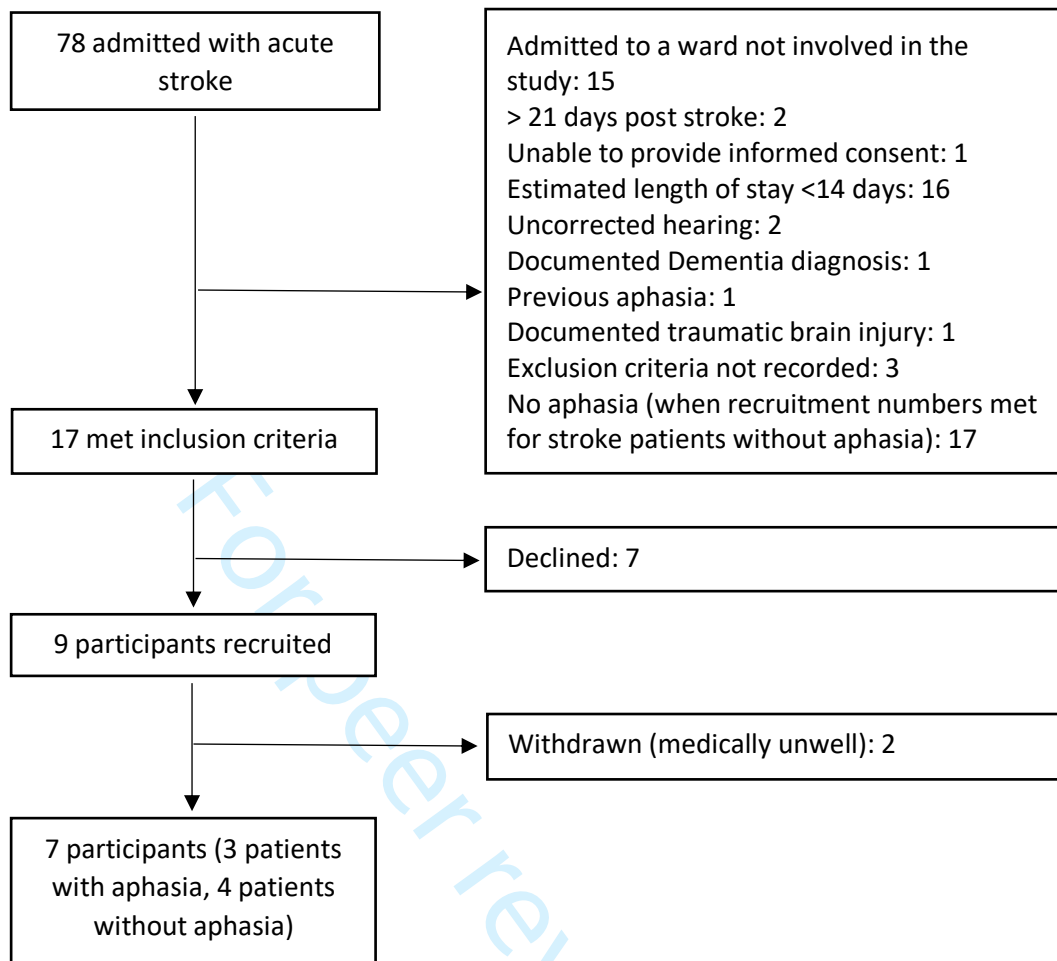 78 admitted with acute
stroke
Admitted to a ward not involved in the
study: 15
> 21 days post stroke: 2
Unable to provide informed consent: 1
Estimated length of stay <14 days: 16
Uncorrected hearing: 2
Documented Dementia diagnosis: 1
Previous aphasia: 1
Documented traumatic brain injury: 1
Exclusion criteria not recorded: 3
No aphasia (when recruitment numbers met
for stroke patients without aphasia): 17
17 met inclusion criteria
Declined: 7
9 participants recruited
Withdrawn (medically unwell): 2
7 participants (3 patients
with aphasia, 4 patients
without aphasia)
For peer rev